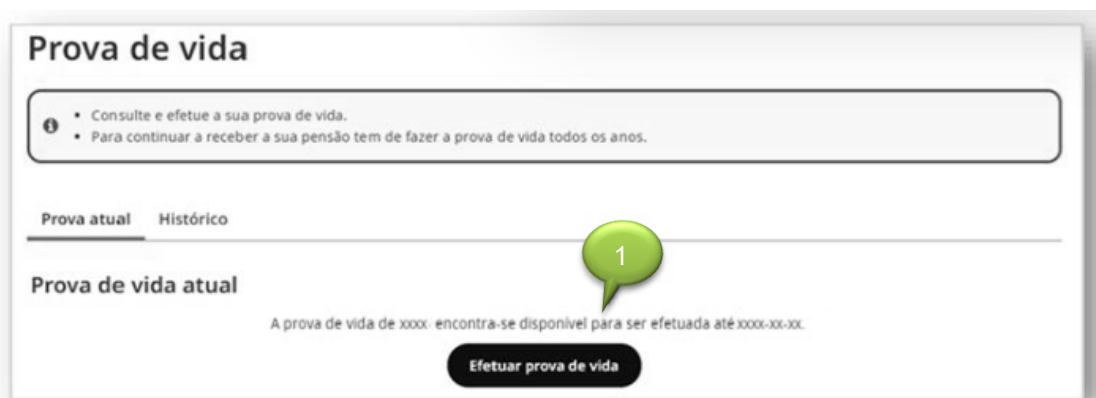 Prova de vida
• Consulte e efetue a sua prova de vida.
• Para continuar a receber a sua pensão tem de fazer a prova de vida todos os anos.
Prova atual Histórico
1
Prova de vida atual
A prova de vida de xxxx encontra-se disponível para ser efetuada até xxxx-xx-xx.
Efetuar prova de vida